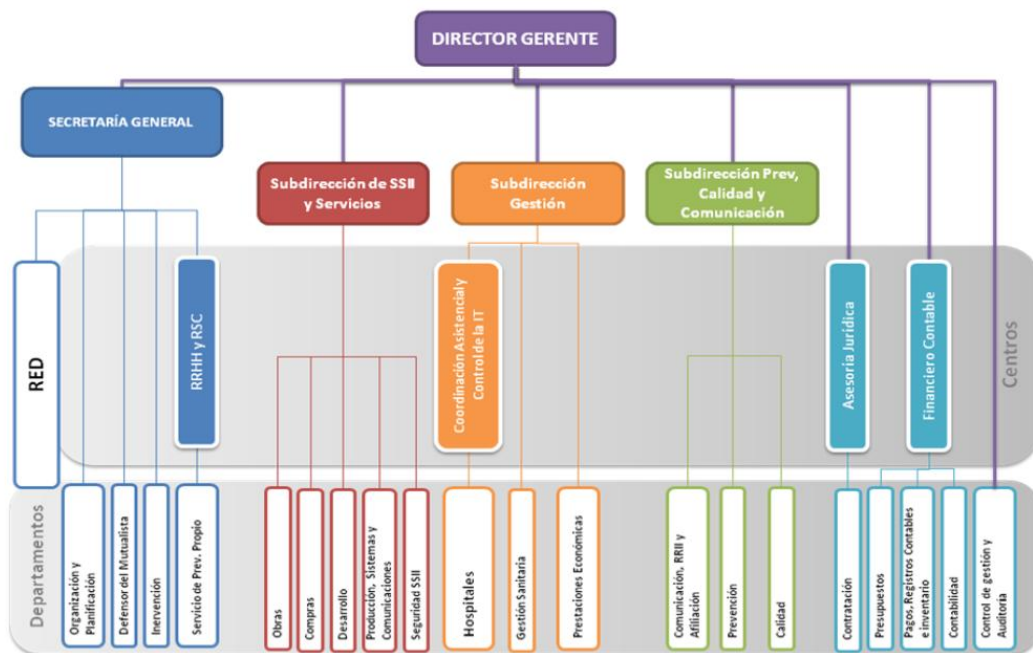 DIRECTOR GERENTE
SECRETARÍA GENERAL
Subdirección de SSII
y Servicios
Subdirección
Gestión
Subdirección Prev,
Calidad y
Comunicación
RED
RRHH y RSC
Coordinación Asistencial y
Control de la IT
Asesoria Jurídica
Financiero Contable
Centros
Departamentos
Organización y
Planificación
Defensor del Mutualista
Inervención
Servicio de Prev. Propio
Obras
Compras
Desarrollo
Producción, Sistemas y
Comunicaciones
Seguridad SSII
Hospitales
Gestión Sanitaria
Prestaciones Económicas
Comunicación, RRII y
Afiliación
Prevención
Calidad
Contratación
Presupuestos
Pagos, Registros Contables
e inventario
Contabilidad
Control de gestión y
Auditoría